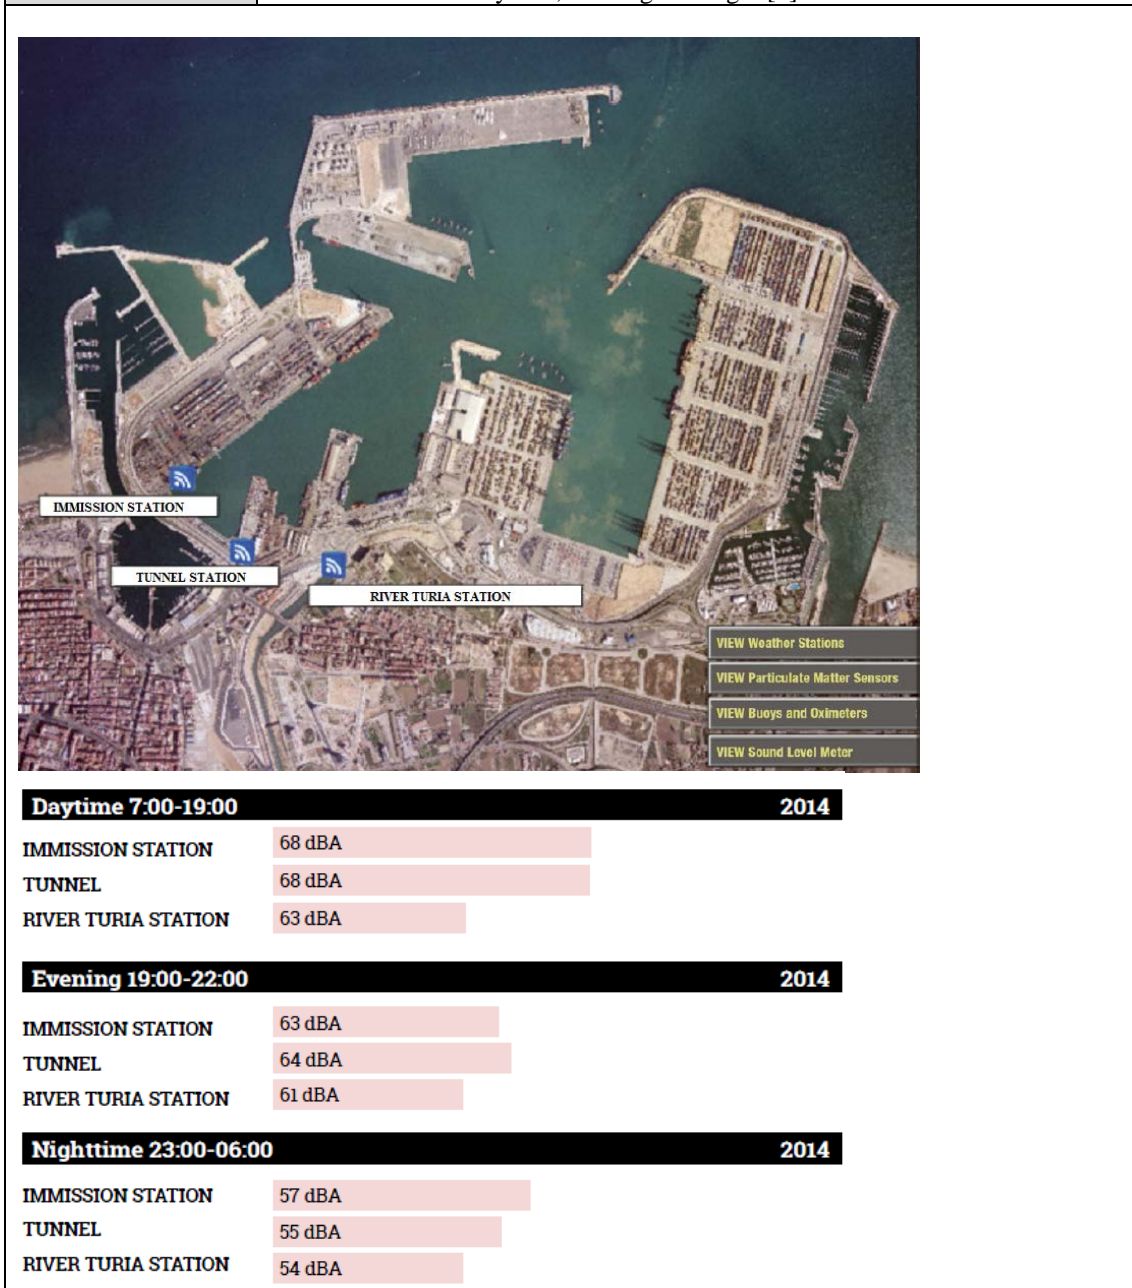 IMMISSION STATION
TUNNEL STATION
RIVER TURIA STATION
VIEW Weather Stations
VIEW Particulate Matter Sensors
VIEW Buoys and Oximeters
VIEW Sound Level Meter
Daytime 7:00-19:00 2014
IMMISSION STATION 68 dBA
TUNNEL 68 dBA
RIVER TURIA STATION 63 dBA
Evening 19:00-22:00 2014
IMMISSION STATION 63 dBA
TUNNEL 64 dBA
RIVER TURIA STATION 61 dBA
Nighttime 23:00-06:00 2014
IMMISSION STATION 57 dBA
TUNNEL 55 dBA
RIVER TURIA STATION 54 dBA